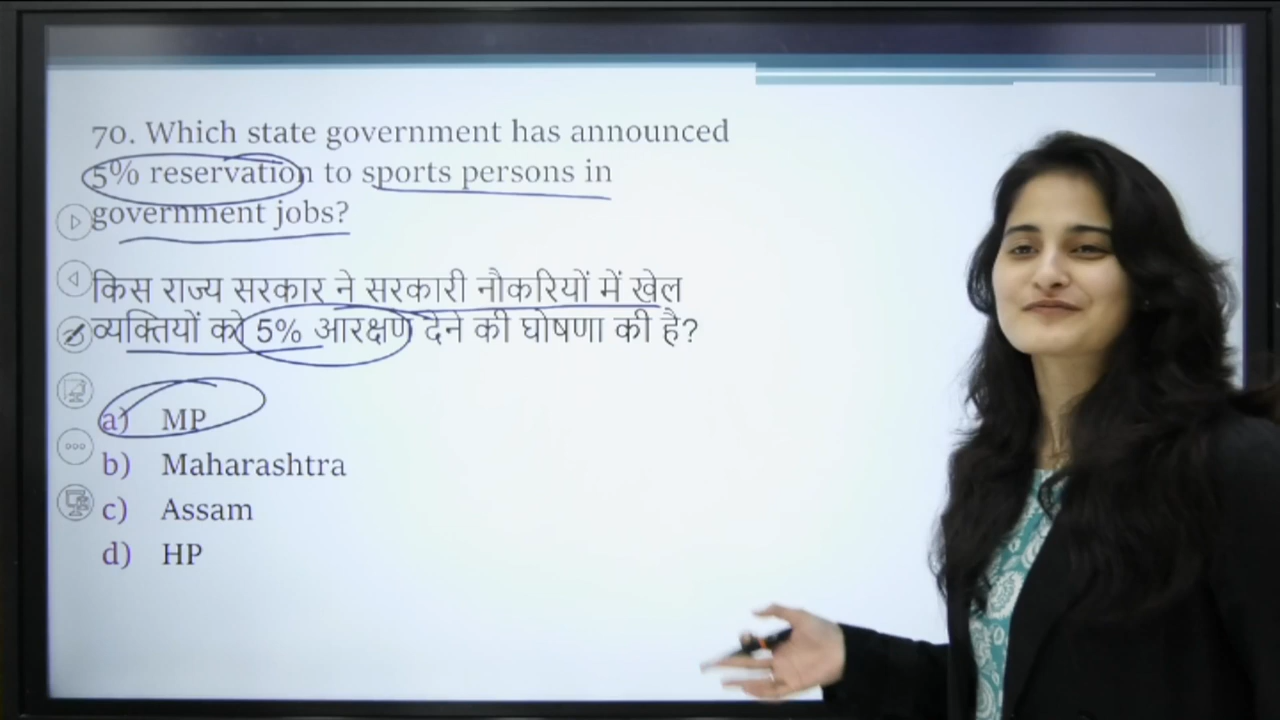 70. Which state government has announced
5% reservation to sports persons in
government jobs?
किस राज्य सरकार ने सरकारी नौकरियों में खेल
व्यक्तियों को 5% आरक्षण देने की घोषणा की है?
a) MP
b) Maharashtra
c) Assam
d) HP